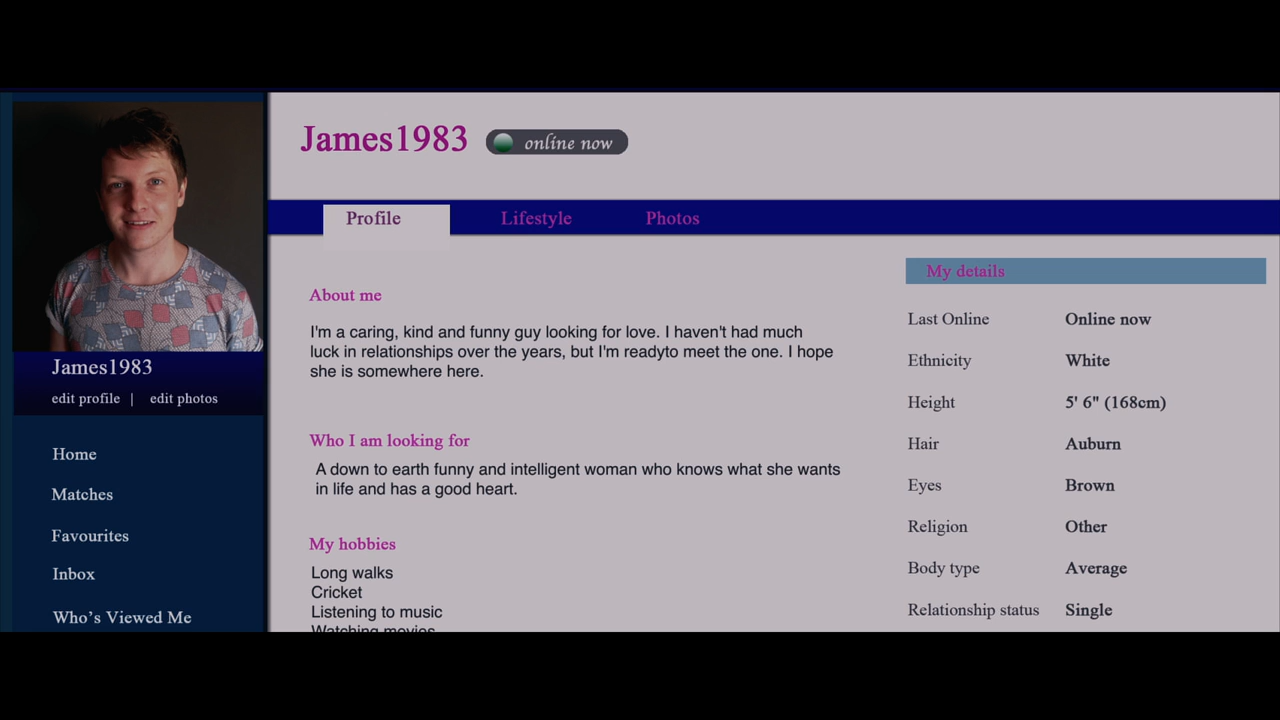 James1983
edit profile | edit photos
Home
Matches
Favourites
Inbox
Who's Viewed Me
James1983 online now
Profile Lifestyle Photos
About me
I'm a caring, kind and funny guy looking for love. I haven't had much
luck in relationships over the years, but I'm readyto meet the one. I hope
she is somewhere here.
Who I am looking for
A down to earth funny and intelligent woman who knows what she wants
in life and has a good heart.
My hobbies
Long walks
Cricket
Listening to music
Watching movies
My details
Last Online Online now
Ethnicity White
Height 5' 6" (168cm)
Hair Auburn
Eyes Brown
Religion Other
Body type Average
Relationship status Single